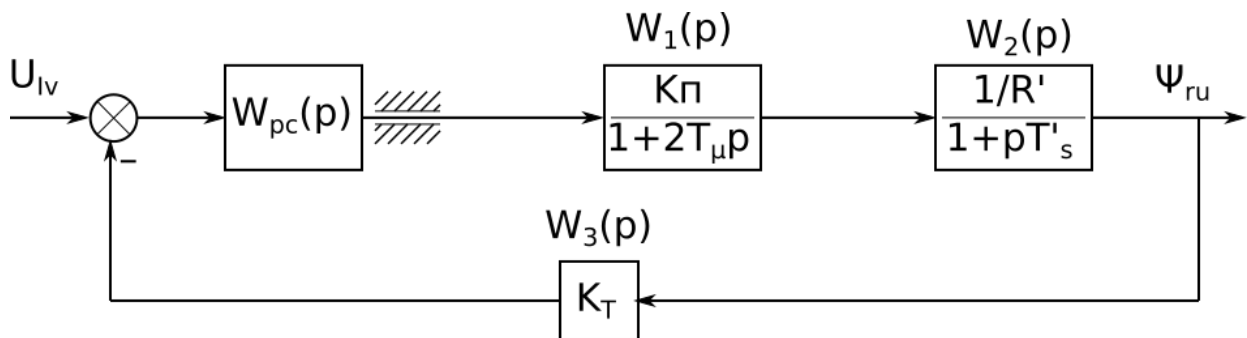 W₁(p)
W₂(p)
U_lv
Ψ_ru
W_pc(p)
Kп
1+2T_μp
1/R'
1+pT'_s
–
W₃(p)
K_T